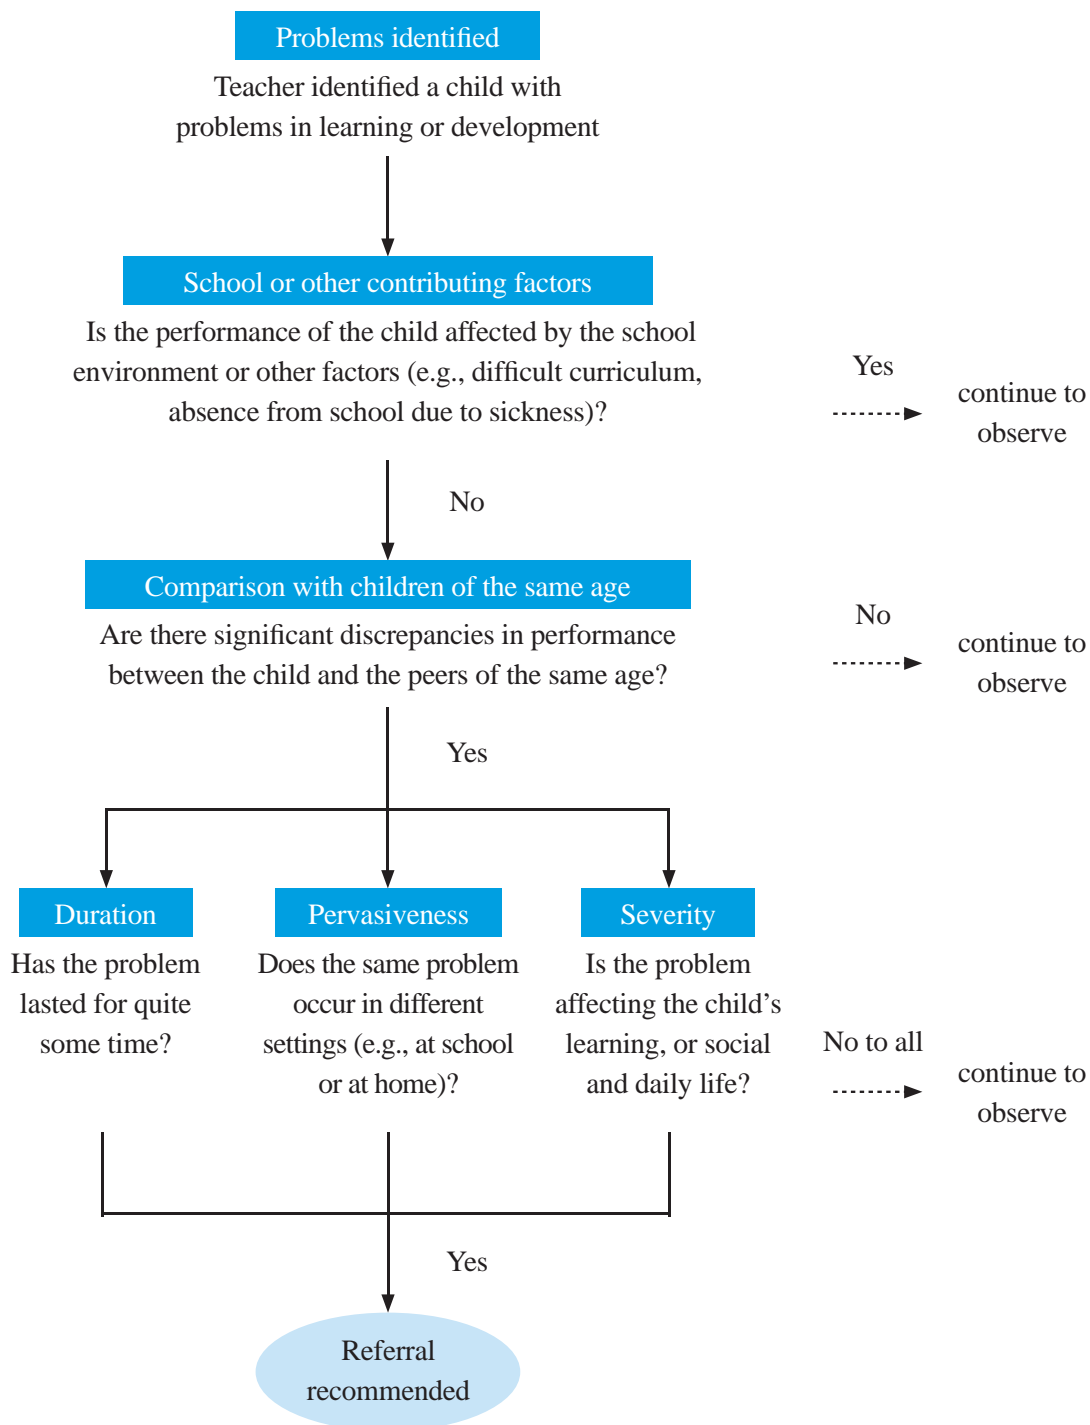 Problems identified
Teacher identified a child with
problems in learning or development
School or other contributing factors
Is the performance of the child affected by the school
environment or other factors (e.g., difficult curriculum,
absence from school due to sickness)?
Yes
continue to
observe
No
Comparison with children of the same age
Are there significant discrepancies in performance
between the child and the peers of the same age?
No
continue to
observe
Yes
Duration
Has the problem
lasted for quite
some time?
Pervasiveness
Does the same problem
occur in different
settings (e.g., at school
or at home)?
Severity
Is the problem
affecting the child’s
learning, or social
and daily life?
No to all
continue to
observe
Yes
Referral
recommended